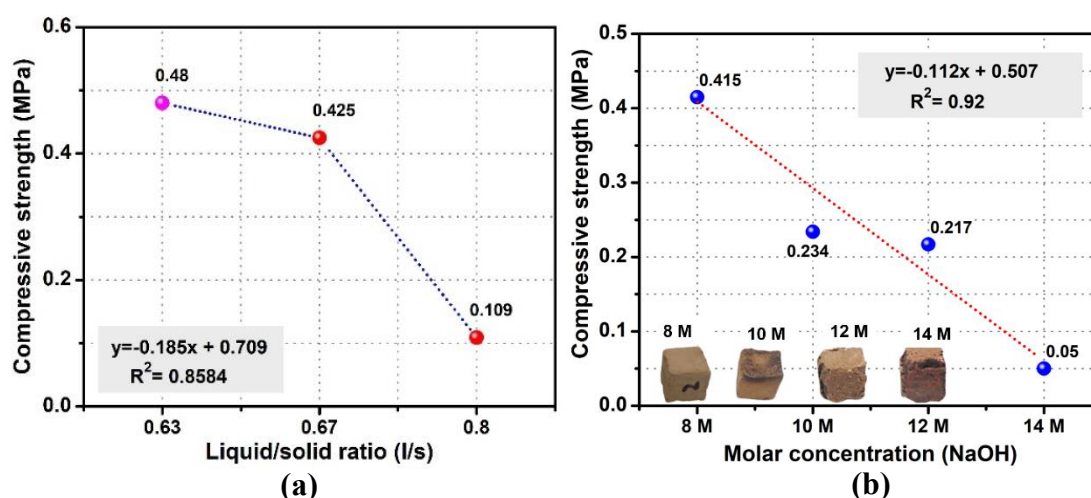 0.6
0.4
0.2
0.0
Compressive strength (MPa)
0.48
0.425
0.109
y=-0.185x + 0.709
R²= 0.8584
0.63
0.67
0.8
Liquid/solid ratio (l/s)
(a)
0.5
0.4
0.3
0.2
0.1
0.0
Compressive strength (MPa)
y=-0.112x + 0.507
R²= 0.92
0.415
0.234
0.217
0.05
8 M
10 M
12 M
14 M
8 M
10 M
12 M
14 M
Molar concentration (NaOH)
(b)